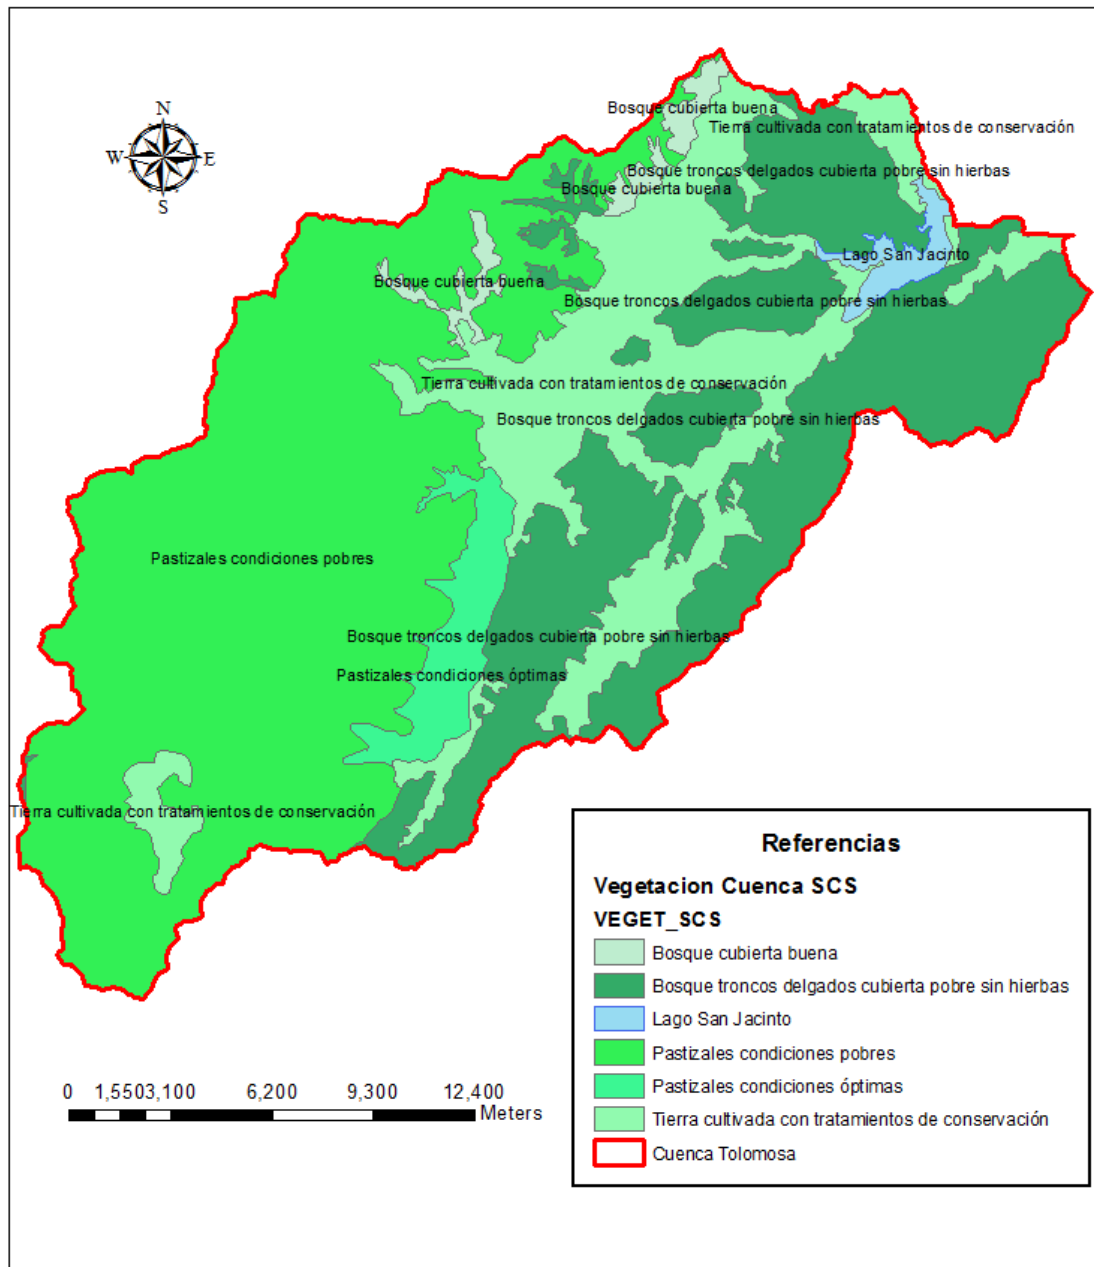 Bosque cubierta buena
Tierra cultivada con tratamientos de conservación
N
W
E
S
Bosque troncos delgados cubierta pobre sin hierbas
Bosque cubierta buena
Lago San Jacinto
Bosque cubierta buena
Bosque troncos delgados cubierta pobre sin hierbas
Tierra cultivada con tratamientos de conservación
Bosque troncos delgados cubierta pobre sin hierbas
Pastizales condiciones pobres
Bosque troncos delgados cubierta pobre sin hierbas
Pastizales condiciones óptimas
Tierra cultivada con tratamientos de conservación
Referencias
Vegetacion Cuenca SCS
VEGET_SCS
Bosque cubierta buena
Bosque troncos delgados cubierta pobre sin hierbas
Lago San Jacinto
Pastizales condiciones pobres
Pastizales condiciones óptimas
Tierra cultivada con tratamientos de conservación
Cuenca Tolomosa
0 1,550 3,100 6,200 9,300 12,400
Meters